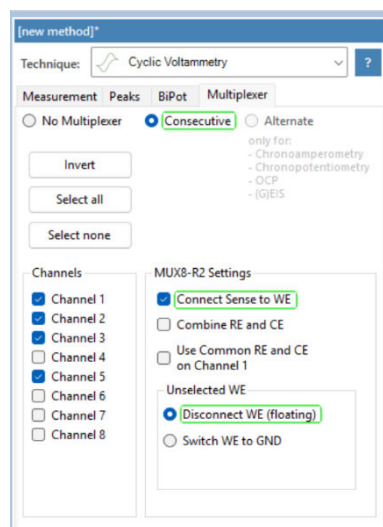 [new method]*
Technique: Cyclic Voltammetry ?
Measurement Peaks BiPot Multiplexer
No Multiplexer Consecutive Alternate
only for:
- Chronoamperometry
- Chronopotentiometry
- OCP
- (G)EIS
Invert
Select all
Select none
Channels
Channel 1
Channel 2
Channel 3
Channel 4
Channel 5
Channel 6
Channel 7
Channel 8
MUX8-R2 Settings
Connect Sense to WE
Combine RE and CE
Use Common RE and CE
on Channel 1
Unselected WE
Disconnect WE (floating)
Switch WE to GND